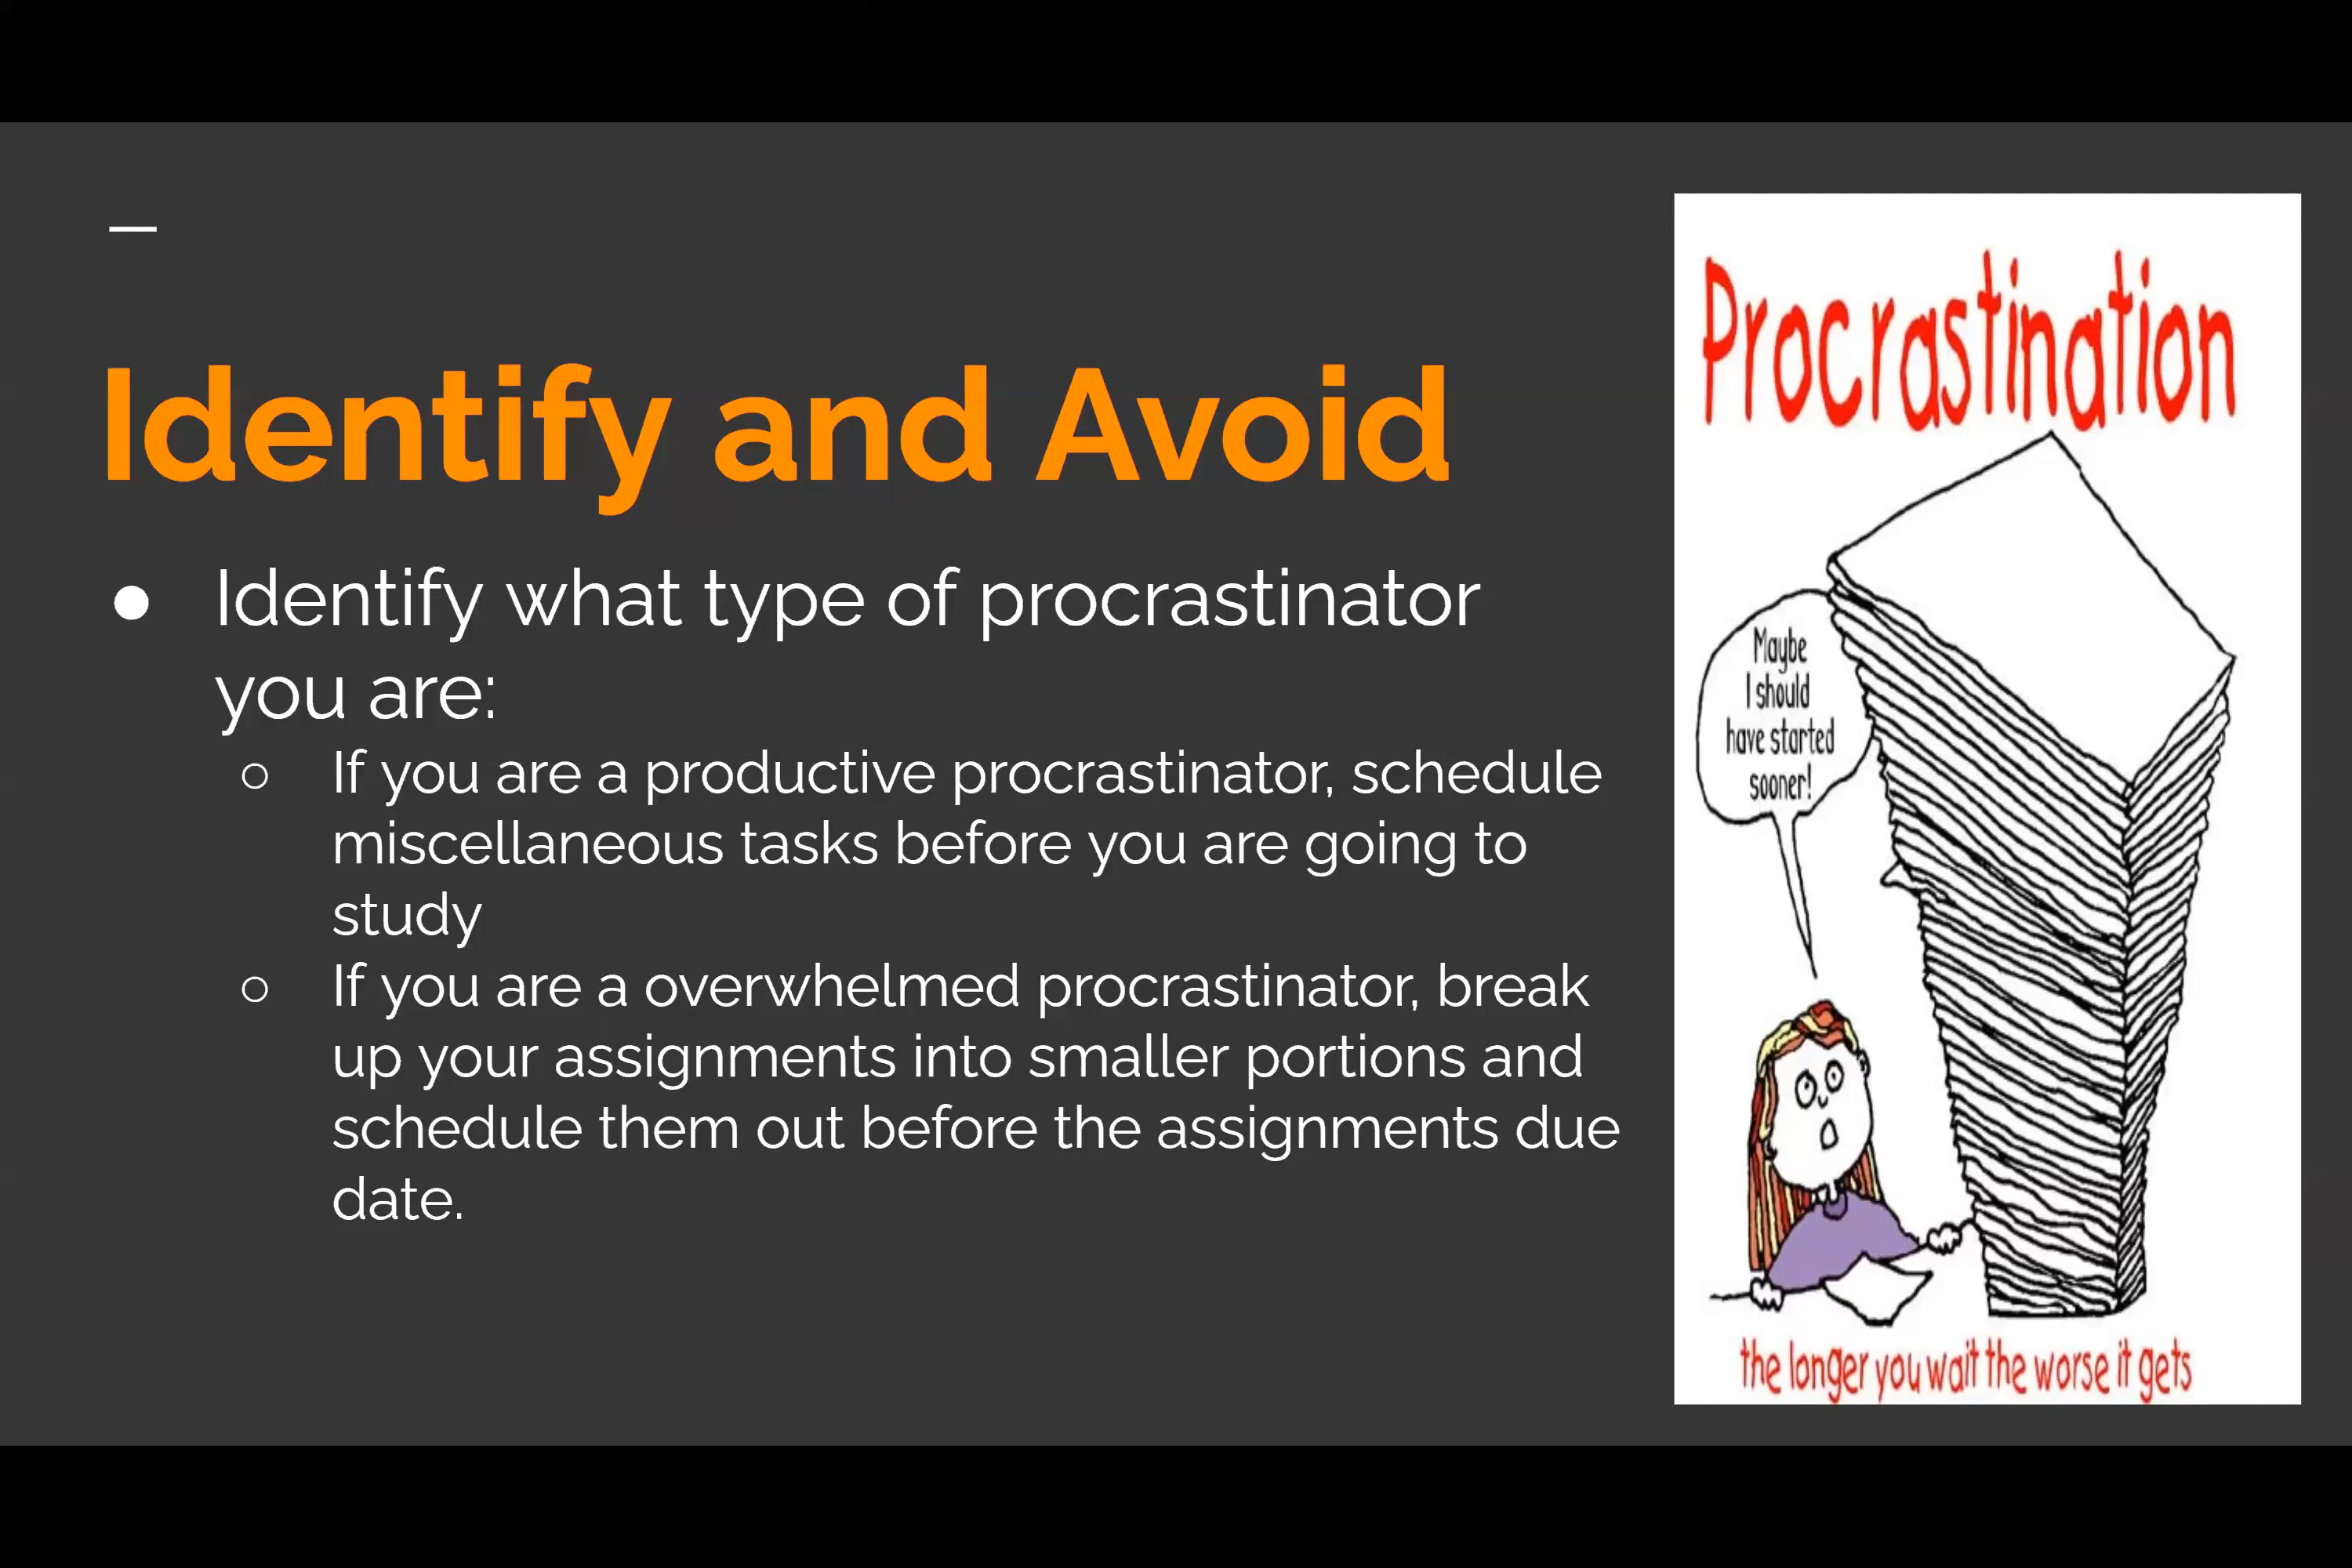 Identify and Avoid
● Identify what type of procrastinator
you are:
○ If you are a productive procrastinator, schedule
miscellaneous tasks before you are going to
study
○ If you are a overwhelmed procrastinator, break
up your assignments into smaller portions and
schedule them out before the assignments due
date.
Procrastination
Maybe
I should
have started
sooner!
the longer you wait the worse it gets